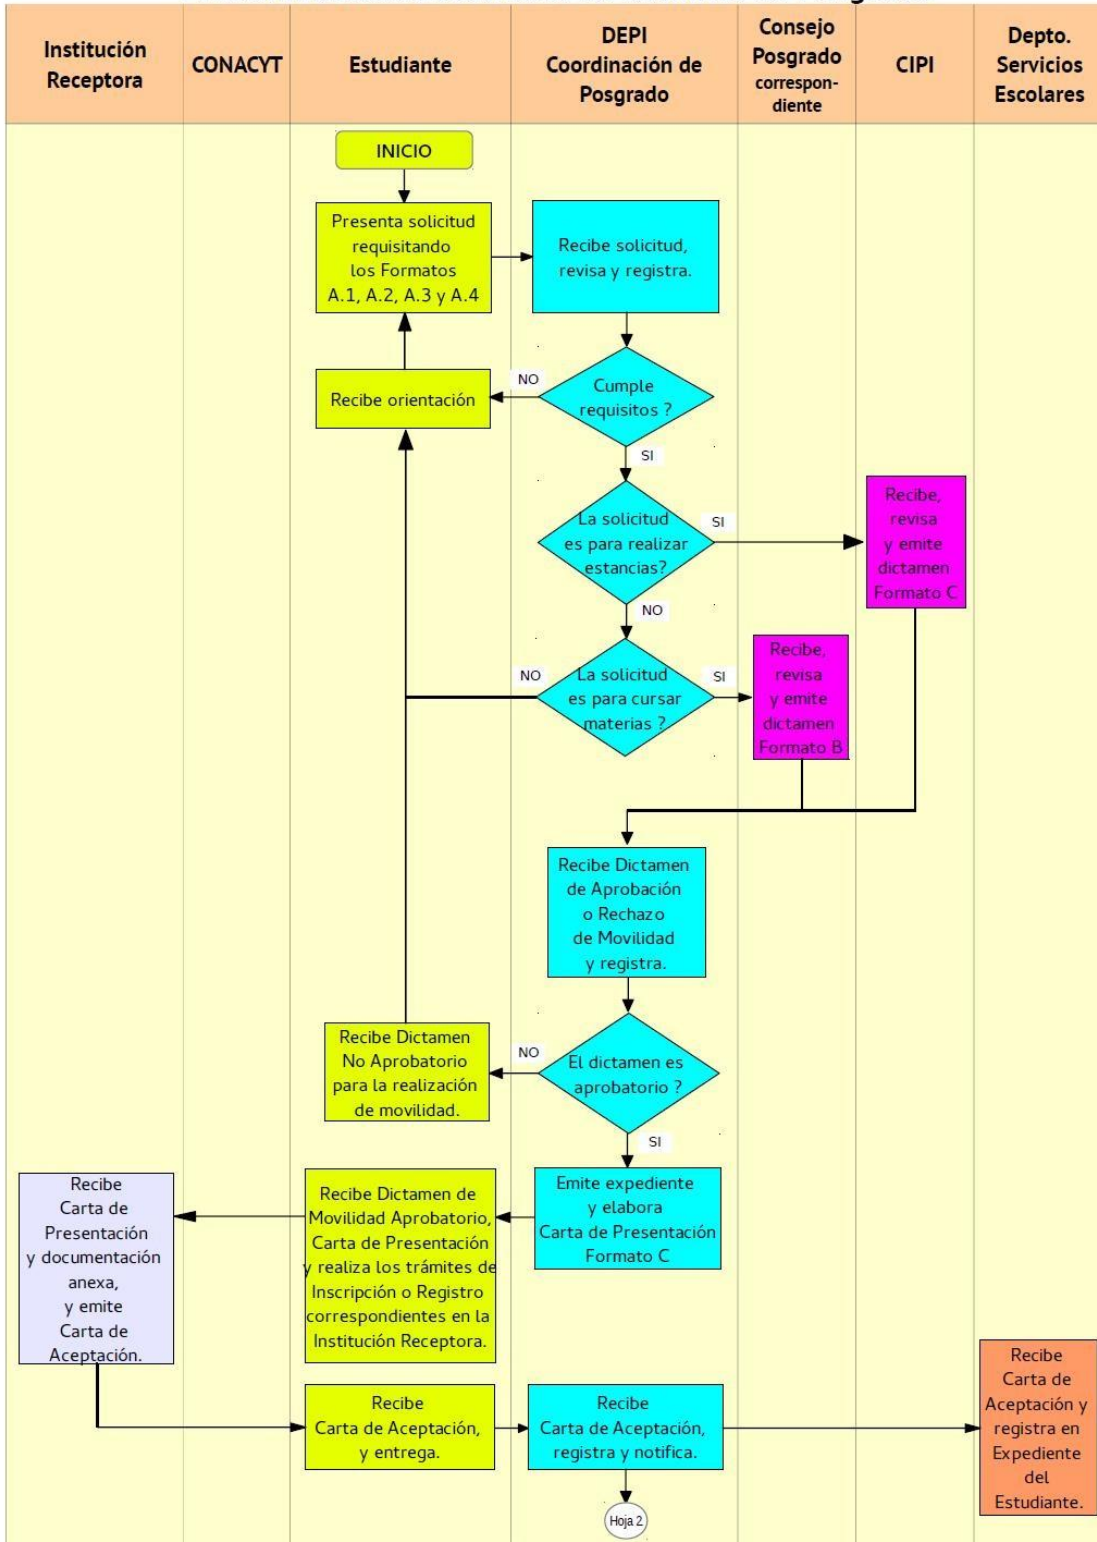 Institución
Receptora
CONACYT
Estudiante
DEPI
Coordinación de
Posgrado
Consejo
Posgrado
correspon-
diente
CIPI
Depto.
Servicios
Escolares
INICIO
Presenta solicitud
requisitando
los Formatos
A.1, A.2, A.3 y A.4
Recibe solicitud,
revisa y registra.
Recibe orientación
NO
Cumple
requisitos ?
SI
La solicitud
es para realizar
estancias?
SI
Recibe,
revisa
y emite
dictamen
Formato C
NO
NO
La solicitud
es para cursar
materias ?
SI
Recibe,
revisa
y emite
dictamen
Formato B
Recibe Dictamen
de Aprobación
o Rechazo
de Movilidad
y registra.
Recibe Dictamen
No Aprobatorio
para la realización
de movilidad.
NO
El dictamen es
aprobatorio ?
SI
Emite expediente
y elabora
Carta de Presentación
Formato C
Recibe Dictamen de
Movilidad Aprobatorio,
Carta de Presentación
y realiza los trámites de
Inscripción o Registro
correspondientes en la
Institución Receptora.
Recibe
Carta de
Presentación
y documentación
anexa,
y emite
Carta de
Aceptación.
Recibe
Carta de Aceptación,
y entrega.
Recibe
Carta de Aceptación,
registra y notifica.
Recibe
Carta de
Aceptación y
registra en
Expediente
del
Estudiante.
Hoja 2